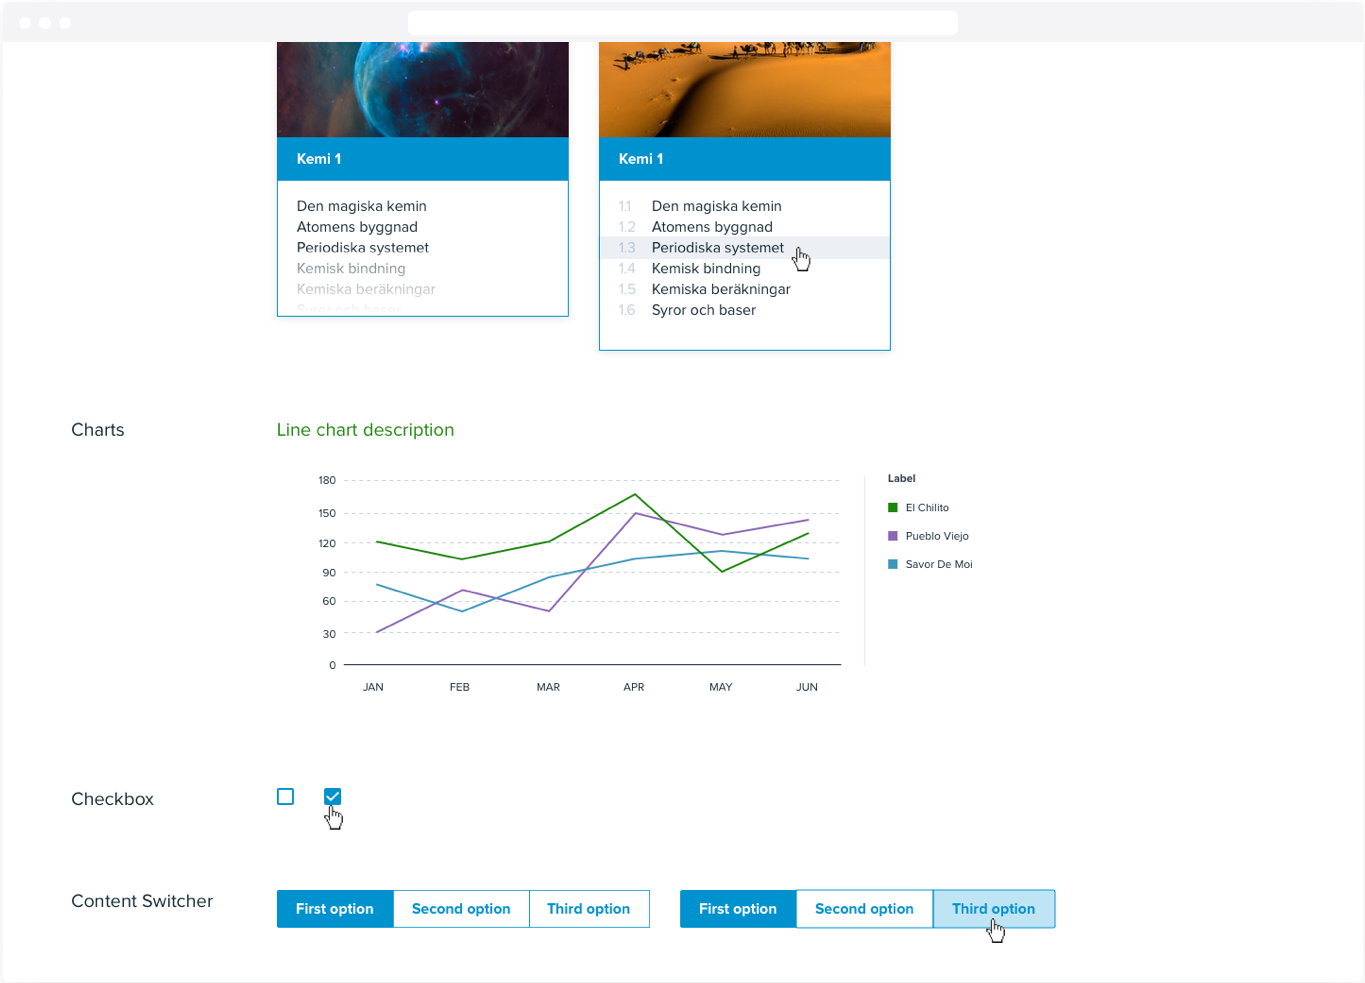 Kemi 1
Den magiska kemin
Atomens byggnad
Periodiska systemet
Kemisk bindning
Kemiska beräkningar
Syror och baser
Kemi 1
1.1 Den magiska kemin
1.2 Atomens byggnad
1.3 Periodiska systemet
1.4 Kemisk bindning
1.5 Kemiska beräkningar
1.6 Syror och baser
Charts
Line chart description
180
150
120
90
60
30
0
JAN FEB MAR APR MAY JUN
Label
El Chilito
Pueblo Viejo
Savor De Moi
Checkbox
Content Switcher
First option Second option Third option
First option Second option Third option